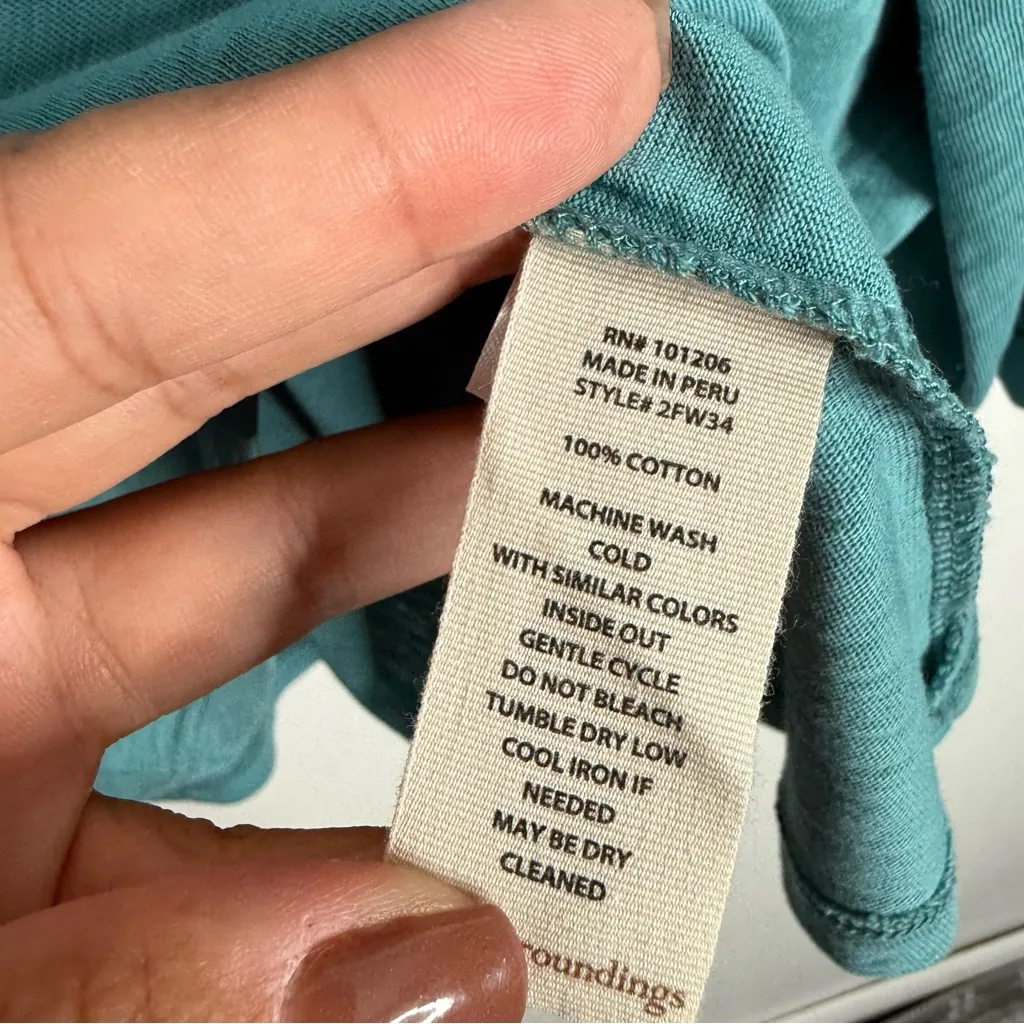 RN# 101206
MADE IN PERU
STYLE# 2FW34
100% COTTON
MACHINE WASH
COLD
WITH SIMILAR COLORS
INSIDE OUT
GENTLE CYCLE
DO NOT BLEACH
TUMBLE DRY LOW
COOL IRON IF
NEEDED
MAY BE DRY
CLEANED
roundings